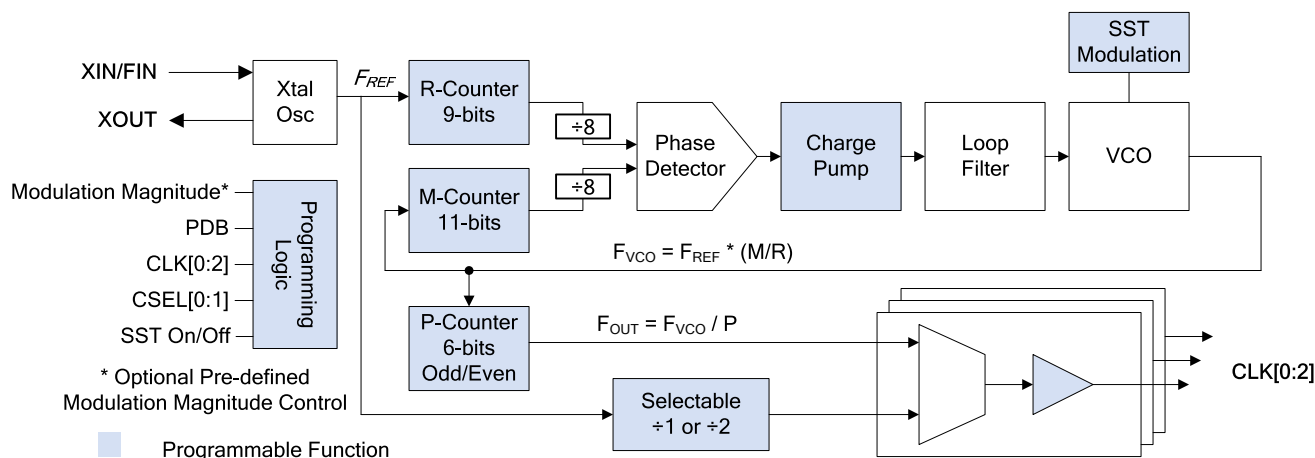 SST
Modulation
XIN/FIN
XOUT
Xtal
Osc
FREF
R-Counter
9-bits
÷8
Phase
Detector
Charge
Pump
Loop
Filter
VCO
M-Counter
11-bits
÷8
Modulation Magnitude*
PDB
CLK[0:2]
CSEL[0:1]
SST On/Off
Programming
Logic
FVCO = FREF * (M/R)
P-Counter
6-bits
Odd/Even
FOUT = FVCO / P
CLK[0:2]
* Optional Pre-defined
Modulation Magnitude Control
Selectable
÷1 or ÷2
Programmable Function